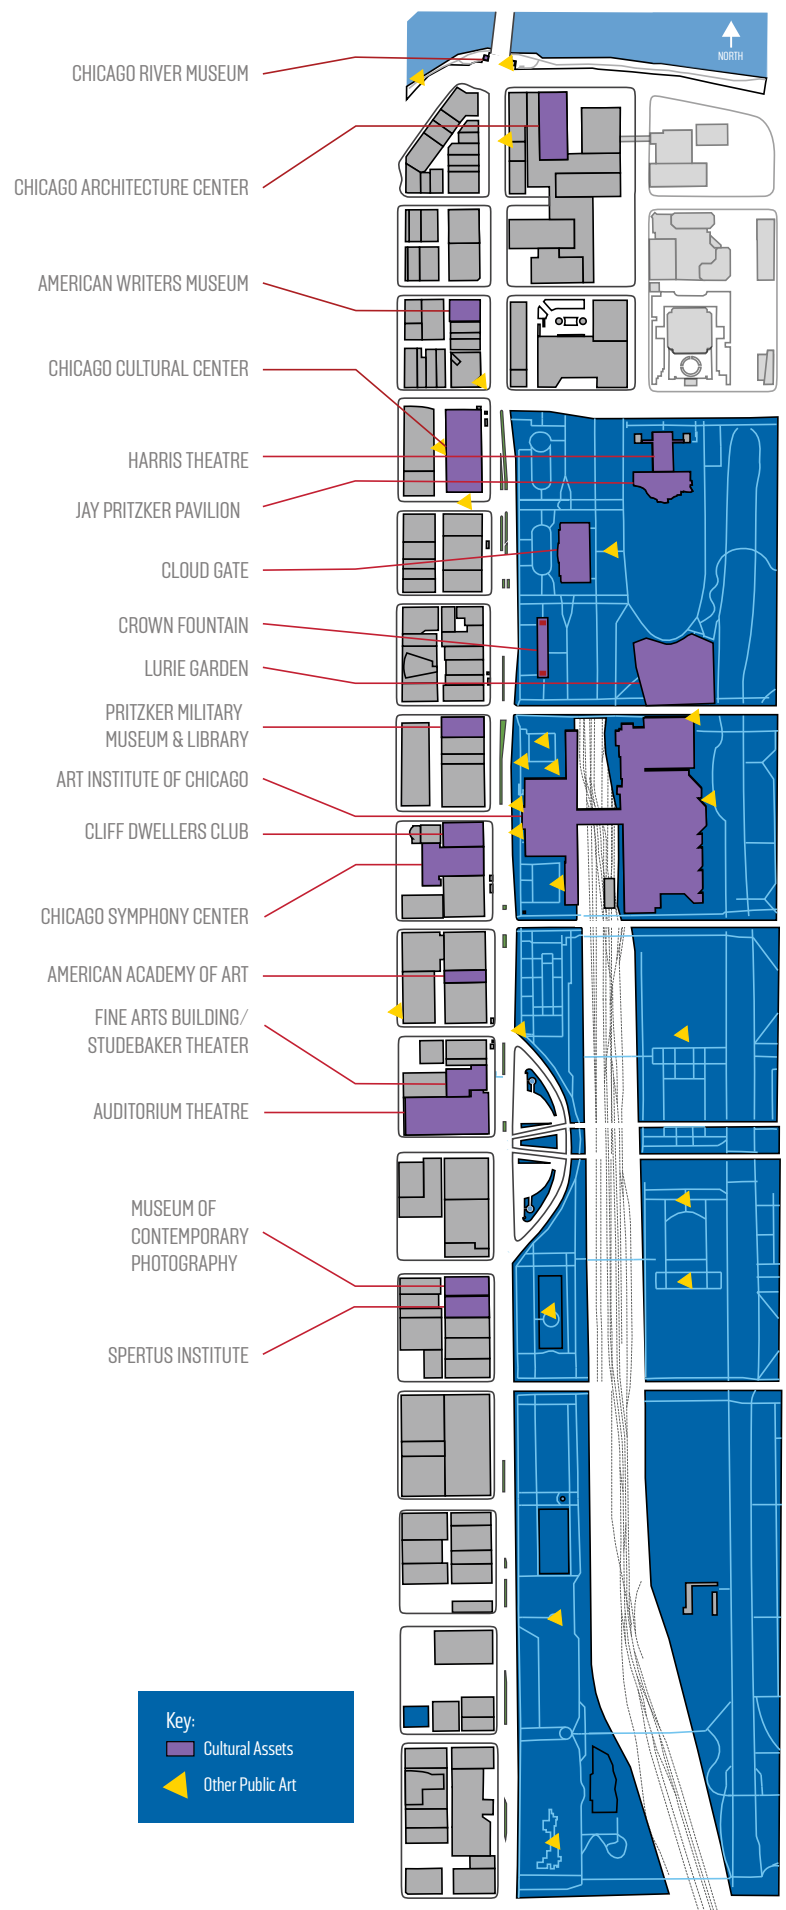 NORTH
CHICAGO RIVER MUSEUM
CHICAGO ARCHITECTURE CENTER
AMERICAN WRITERS MUSEUM
CHICAGO CULTURAL CENTER
HARRIS THEATRE
JAY PRITZKER PAVILION
CLOUD GATE
CROWN FOUNTAIN
LURIE GARDEN
PRITZKER MILITARY
MUSEUM & LIBRARY
ART INSTITUTE OF CHICAGO
CLIFF DWELLERS CLUB
CHICAGO SYMPHONY CENTER
AMERICAN ACADEMY OF ART
FINE ARTS BUILDING/
STUDEBAKER THEATER
AUDITORIUM THEATRE
MUSEUM OF
CONTEMPORARY
PHOTOGRAPHY
SPERTUS INSTITUTE
Key:
Cultural Assets
Other Public Art